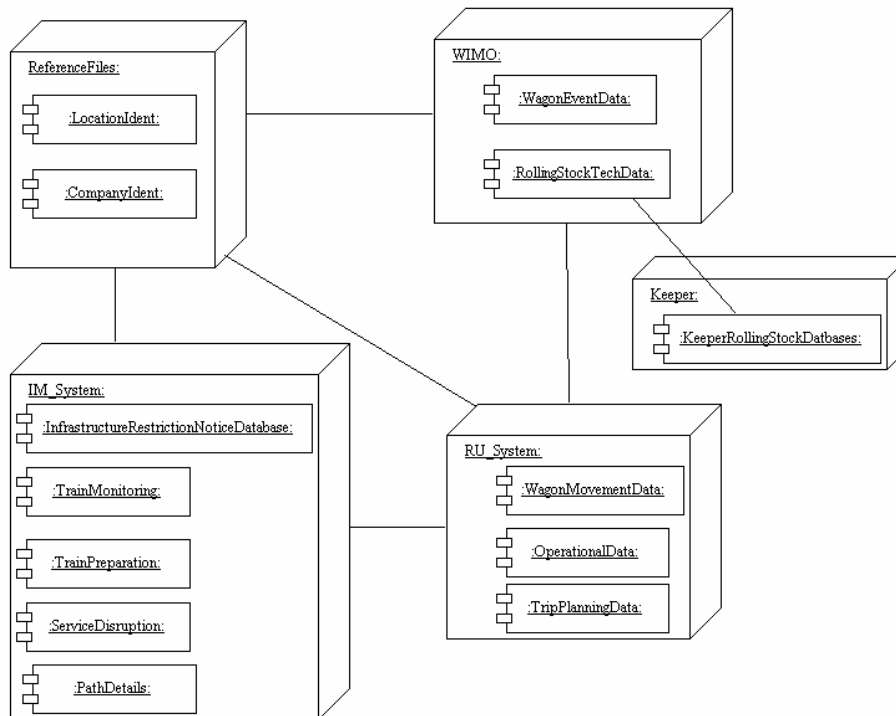 ReferenceFiles:
:LocationIdent:
:CompanyIdent:
WIMO:
:WagonEventData:
:RollingStockTechData:
Keeper:
:KeeperRollingStockDatbases:
IM_System:
:InfrastructureRestrictionNoticeDatabase:
:TrainMonitoring:
:TrainPreparation:
:ServiceDisruption:
:PathDetails:
RU_System:
:WagonMovementData:
:OperationalData:
:TripPlanningData: